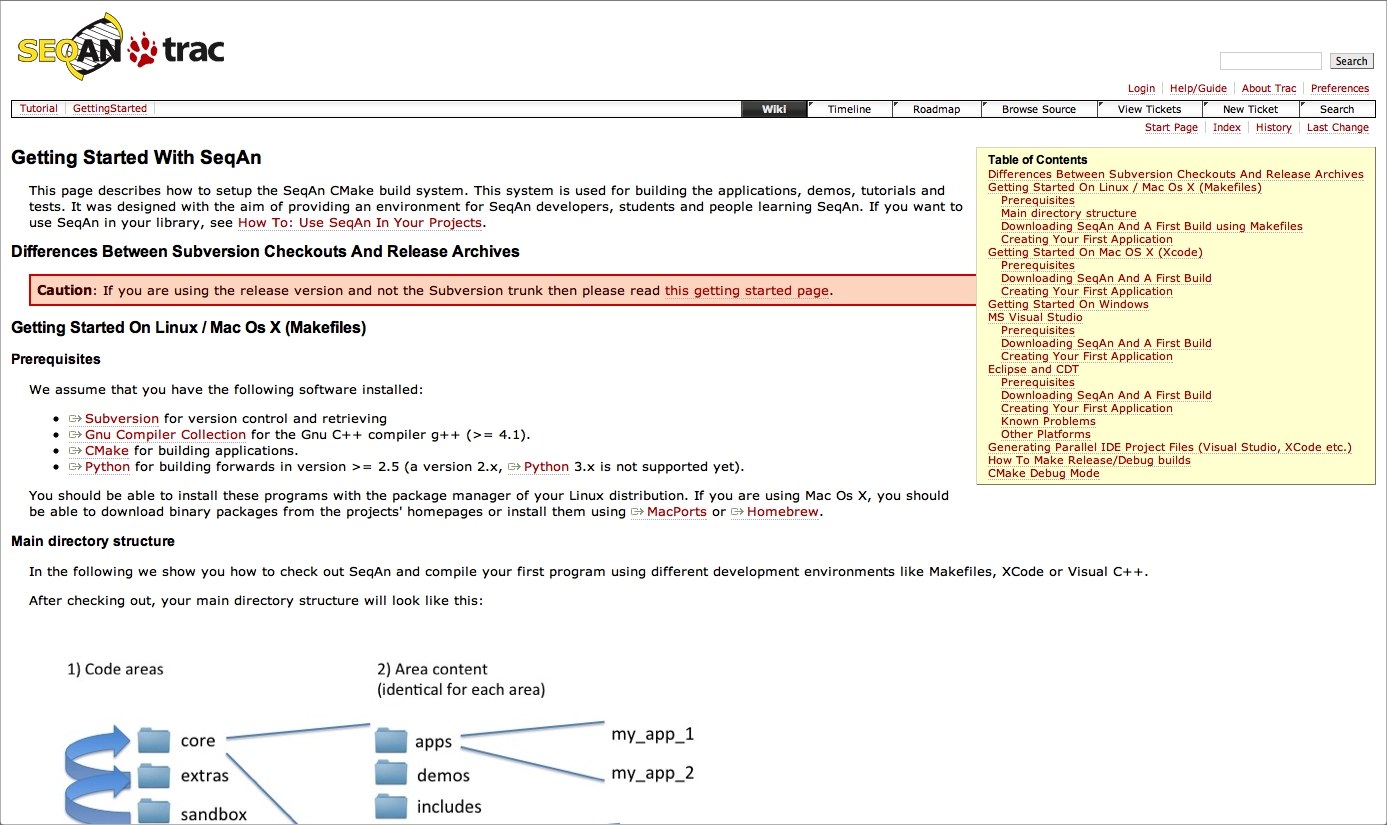 SEQAN trac
Search
Login Help/Guide About Trac Preferences
Tutorial GettingStarted Wiki Timeline Roadmap Browse Source View Tickets New Ticket Search
Start Page Index History Last Change
Getting Started With SeqAn
This page describes how to setup the SeqAn CMake build system. This system is used for building the applications, demos, tutorials and
tests. It was designed with the aim of providing an environment for SeqAn developers, students and people learning SeqAn. If you want to
use SeqAn in your library, see How To: Use SeqAn In Your Projects.
Differences Between Subversion Checkouts And Release Archives
Caution: If you are using the release version and not the Subversion trunk then please read this getting started page.
Getting Started On Linux / Mac Os X (Makefiles)
Prerequisites
We assume that you have the following software installed:
• Subversion for version control and retrieving
• Gnu Compiler Collection for the Gnu C++ compiler g++ (>= 4.1).
• CMake for building applications.
• Python for building forwards in version >= 2.5 (a version 2.x, Python 3.x is not supported yet).
You should be able to install these programs with the package manager of your Linux distribution. If you are using Mac Os X, you should
be able to download binary packages from the projects' homepages or install them using MacPorts or Homebrew.
Table of Contents
Differences Between Subversion Checkouts And Release Archives
Getting Started On Linux / Mac Os X (Makefiles)
Prerequisites
Main directory structure
Downloading SeqAn And A First Build using Makefiles
Creating Your First Application
Getting Started On Mac OS X (Xcode)
Prerequisites
Downloading SeqAn And A First Build
Creating Your First Application
Getting Started On Windows
MS Visual Studio
Prerequisites
Downloading SeqAn And A First Build
Creating Your First Application
Eclipse and CDT
Prerequisites
Downloading SeqAn And A First Build
Creating Your First Application
Known Problems
Other Platforms
Generating Parallel IDE Project Files (Visual Studio, XCode etc.)
How To Make Release/Debug builds
CMake Debug Mode
Main directory structure
In the following we show you how to check out SeqAn and compile your first program using different development environments like Makefiles, XCode or Visual C++.
After checking out, your main directory structure will look like this:
1) Code areas
2) Area content
(identical for each area)
core
extras
sandbox
apps
demos
includes
my_app_1
my_app_2